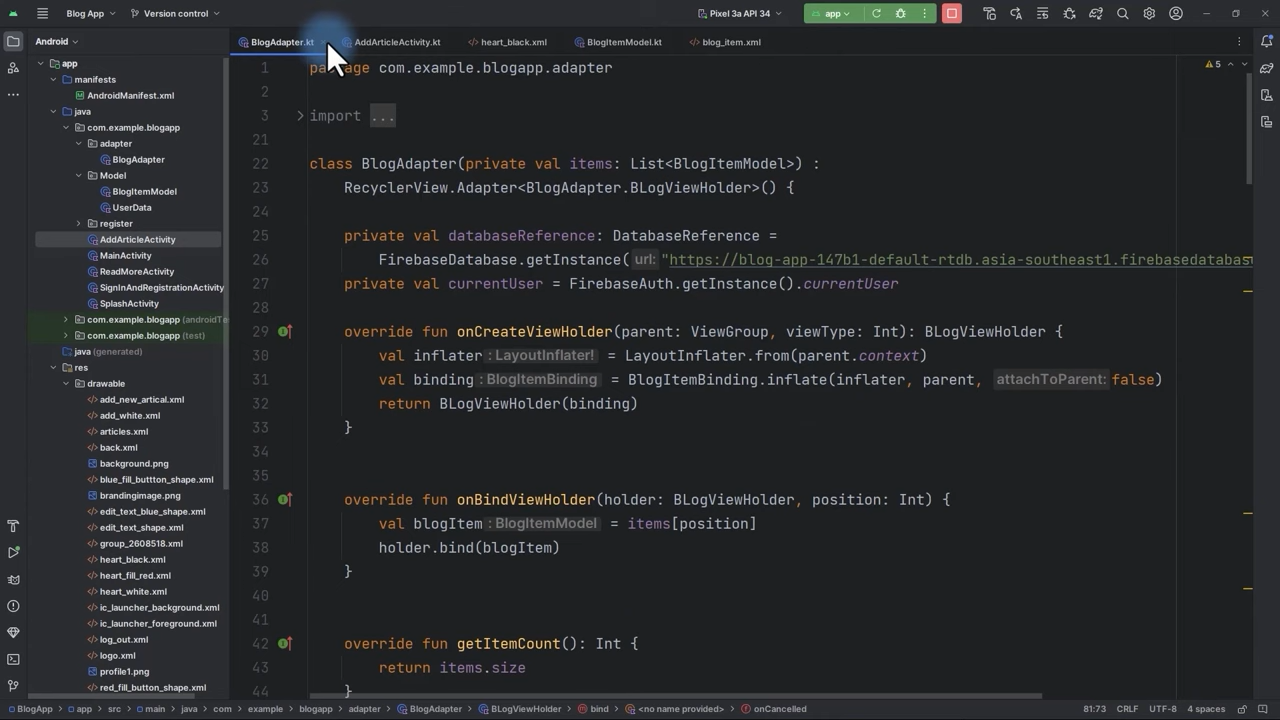 Blog App
Version control
Pixel 3a API 34
app
Android
BlogAdapter.kt
AddArticleActivity.kt
heart_black.xml
BlogItemModel.kt
blog_item.xml
app
manifests
AndroidManifest.xml
java
com.example.blogapp
adapter
BlogAdapter
Model
BlogItemModel
UserData
register
AddArticleActivity
MainActivity
ReadMoreActivity
SignInAndRegistrationActivity
SplashActivity
com.example.blogapp (androidTe
com.example.blogapp (test)
java (generated)
res
drawable
add_new_artical.xml
add_white.xml
articles.xml
back.xml
background.png
blue_fill_buttton_shape.xml
brandingimage.png
edit_text_blue_shape.xml
edit_text_shape.xml
group_2608518.xml
heart_black.xml
heart_fill_red.xml
heart_white.xml
ic_launcher_background.xml
ic_launcher_foreground.xml
log_out.xml
logo.xml
profile1.png
red_fill_button_shape.xml
5
1 package com.example.blogapp.adapter
2
3 import ...
21
22 class BlogAdapter(private val items: List<BlogItemModel>) :
23 RecyclerView.Adapter<BlogAdapter.BLogViewHolder>() {
24
25 private val databaseReference: DatabaseReference =
26 FirebaseDatabase.getInstance( url: "https://blog-app-147b1-default-rtdb.asia-southeast1.firebasedatabas
27 private val currentUser = FirebaseAuth.getInstance().currentUser
28
29 override fun onCreateViewHolder(parent: ViewGroup, viewType: Int): BLogViewHolder {
30 val inflater : LayoutInflater! = LayoutInflater.from(parent.context)
31 val binding : BlogItemBinding = BlogItemBinding.inflate(inflater, parent, attachToParent: false)
32 return BLogViewHolder(binding)
33 }
34
35
36 override fun onBindViewHolder(holder: BLogViewHolder, position: Int) {
37 val blogItem : BlogItemModel = items[position]
38 holder.bind(blogItem)
39 }
40
41
42 override fun getItemCount(): Int {
43 return items.size
44 }
BlogApp > app > src > main > java > com > example > blogapp > adapter > BlogAdapter > BLogViewHolder > bind > <no name provided> > onCancelled
81:73 CRLF UTF-8 4 spaces